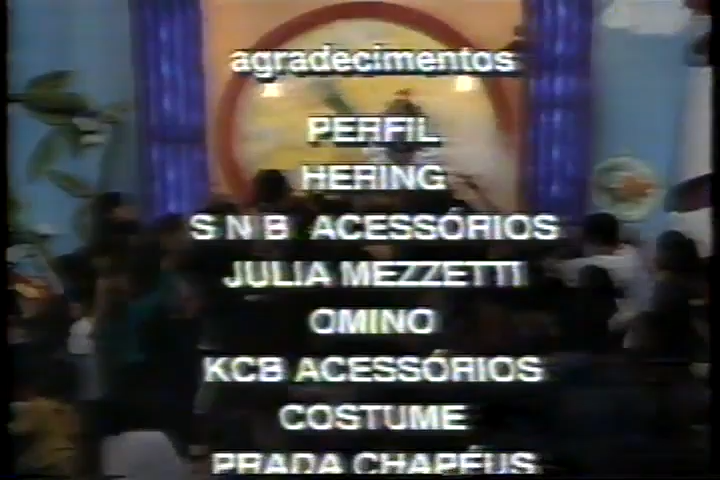 agradecimentos
PERFIL
HERING
S N B ACESSÓRIOS
JULIA MEZZETTI
OMINO
KCB ACESSÓRIOS
COSTUME
PRADA CHAPÉUS